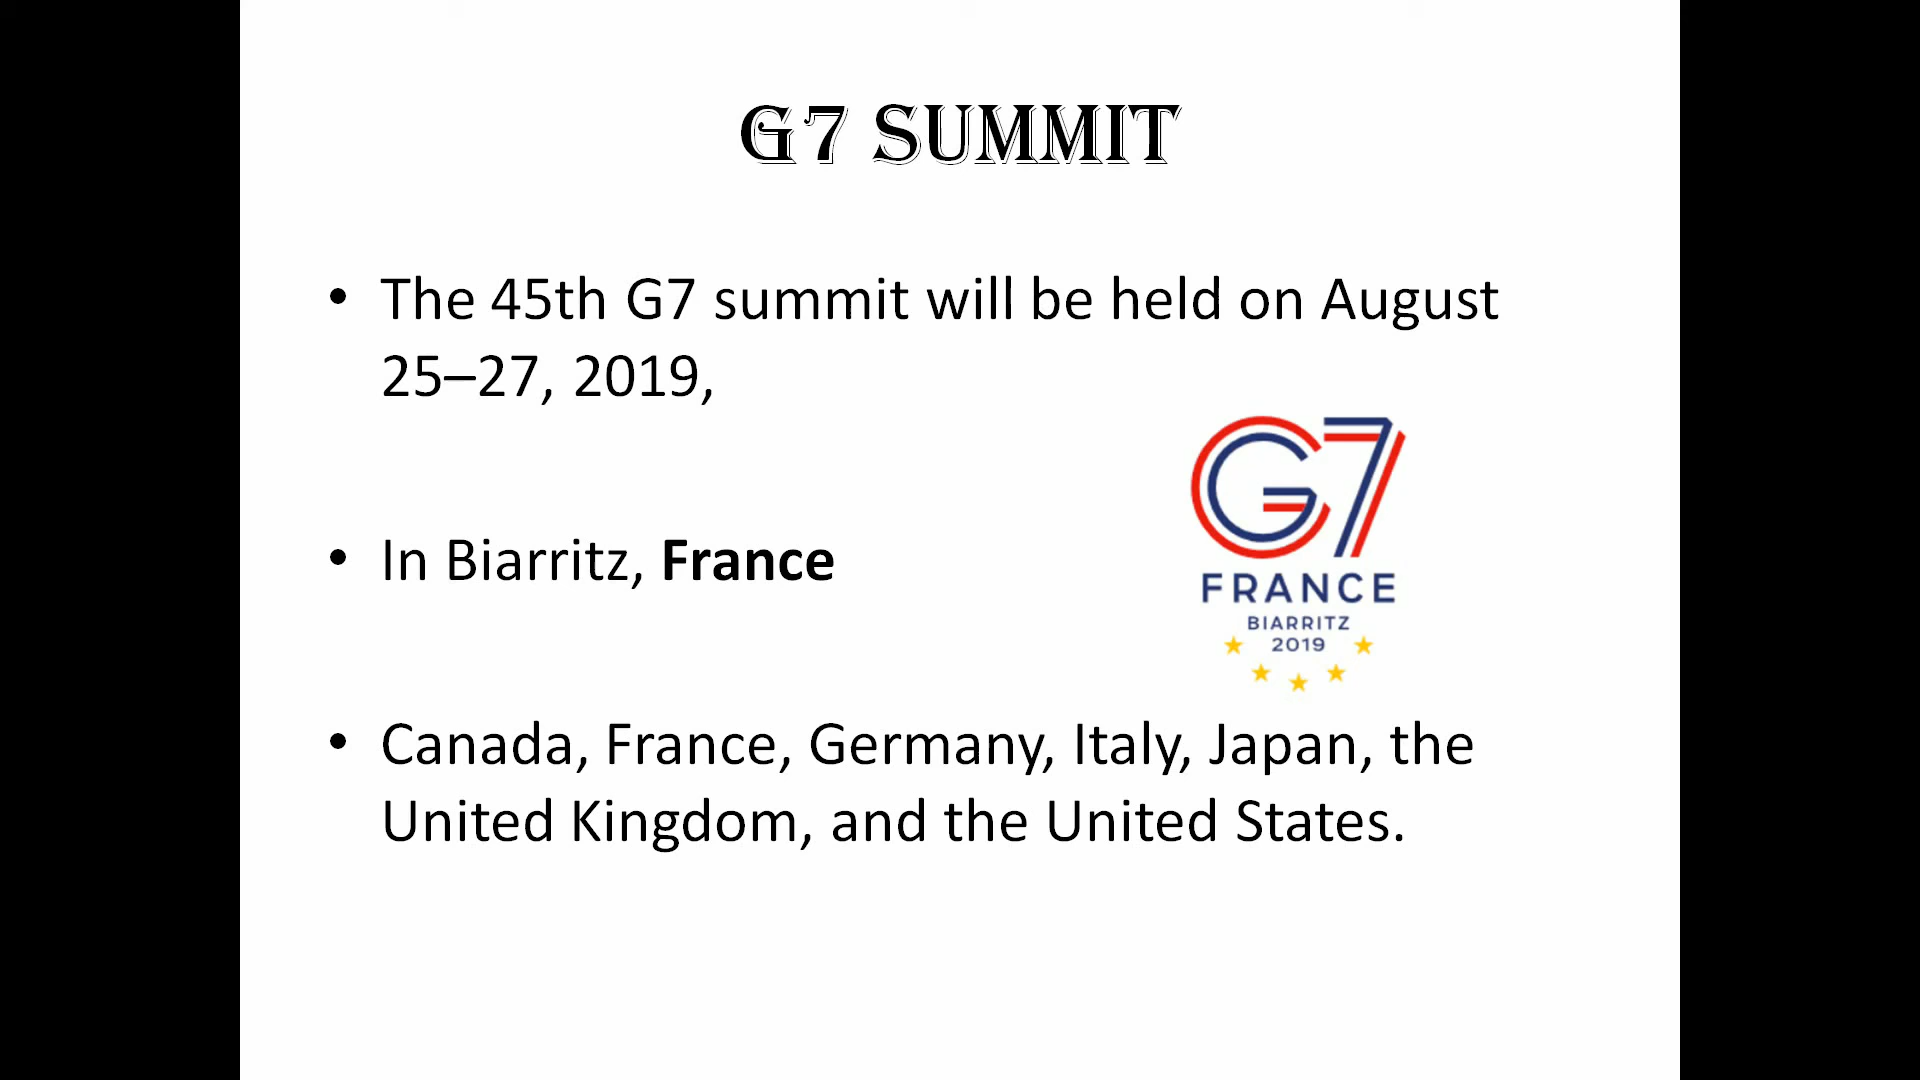 G7 SUMMIT
• The 45th G7 summit will be held on August
25–27, 2019,
G7
FRANCE
BIARRITZ
2019
• In Biarritz, France
• Canada, France, Germany, Italy, Japan, the
United Kingdom, and the United States.